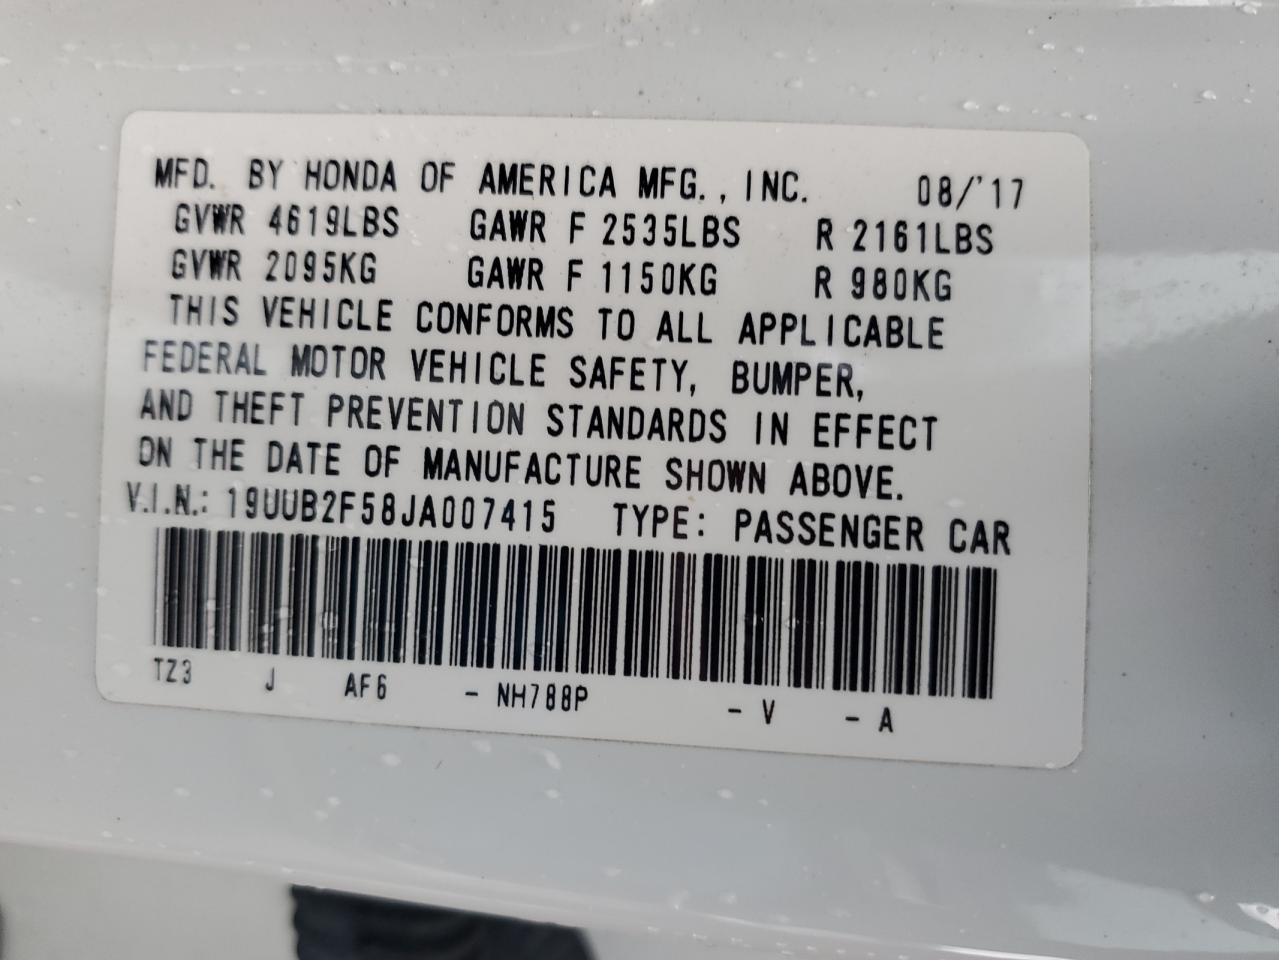 MFD. BY HONDA OF AMERICA MFG., INC. 08/'17
GVWR 4619LBS GAWR F 2535LBS R 2161LBS
GVWR 2095KG GAWR F 1150KG R 980KG
THIS VEHICLE CONFORMS TO ALL APPLICABLE
FEDERAL MOTOR VEHICLE SAFETY, BUMPER,
AND THEFT PREVENTION STANDARDS IN EFFECT
ON THE DATE OF MANUFACTURE SHOWN ABOVE.
V.I.N.: 19UUB2F58JA007415 TYPE: PASSENGER CAR
TZ3 J AF6 - NH788P - V - A